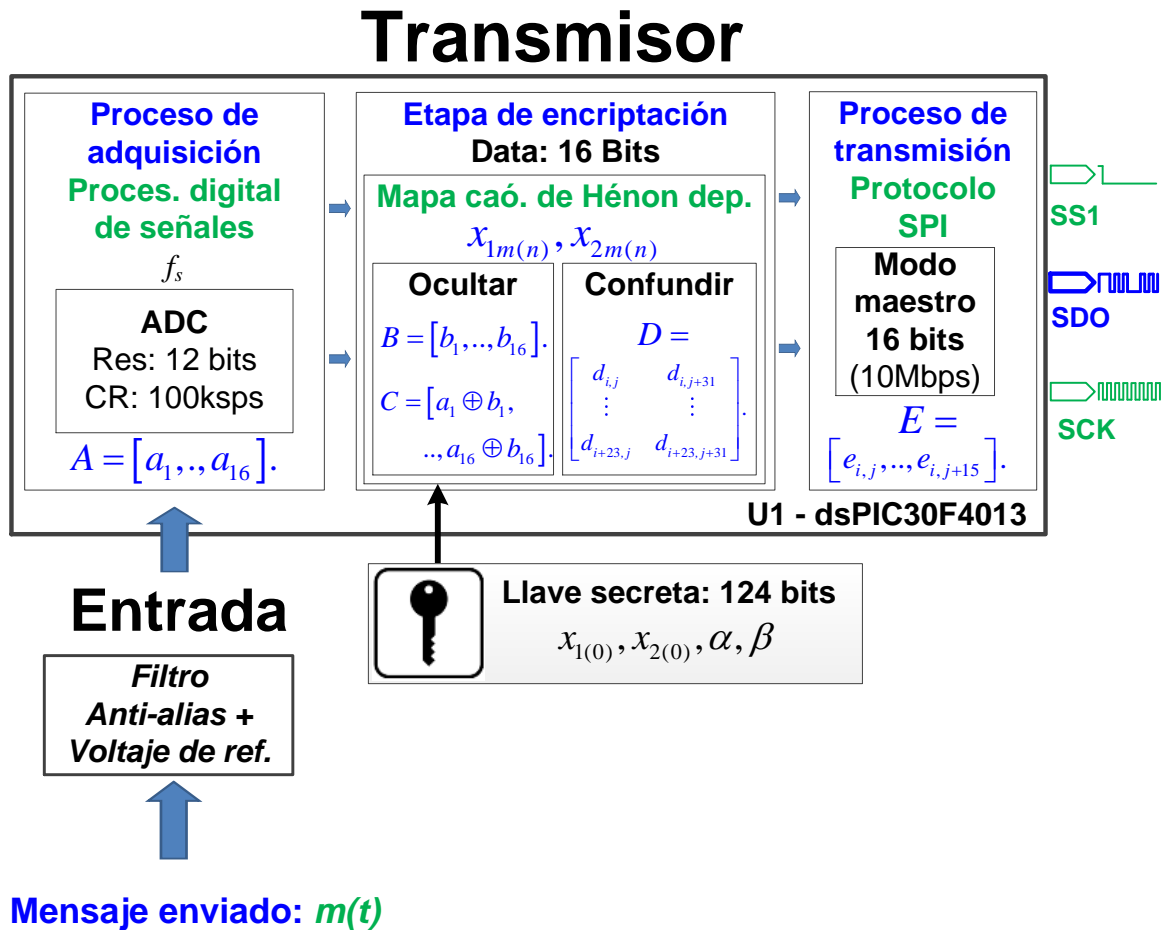 Transmisor
Proceso de
adquisición
Proces. digital
de señales
f_s
ADC
Res: 12 bits
CR: 100ksps
A = [a_1,., a_16].
Etapa de encriptación
Data: 16 Bits
Mapa caó. de Hénon dep.
x_1m(n), x_2m(n)
Ocultar
B = [b_1,.., b_16].
C = [a_1 ⊕ b_1,
.., a_16 ⊕ b_16].
Confundir
D =
[d_i,j d_i,j+31
⋮ ⋮
d_i+23,j d_i+23,j+31].
Proceso de
transmisión
Protocolo
SPI
Modo
maestro
16 bits
(10Mbps)
E =
[e_i,j,.., e_i,j+15].
U1 - dsPIC30F4013
SS1
SDO
SCK
Llave secreta: 124 bits
x_1(0), x_2(0), α, β
Entrada
Filtro
Anti-alias +
Voltaje de ref.
Mensaje enviado: m(t)